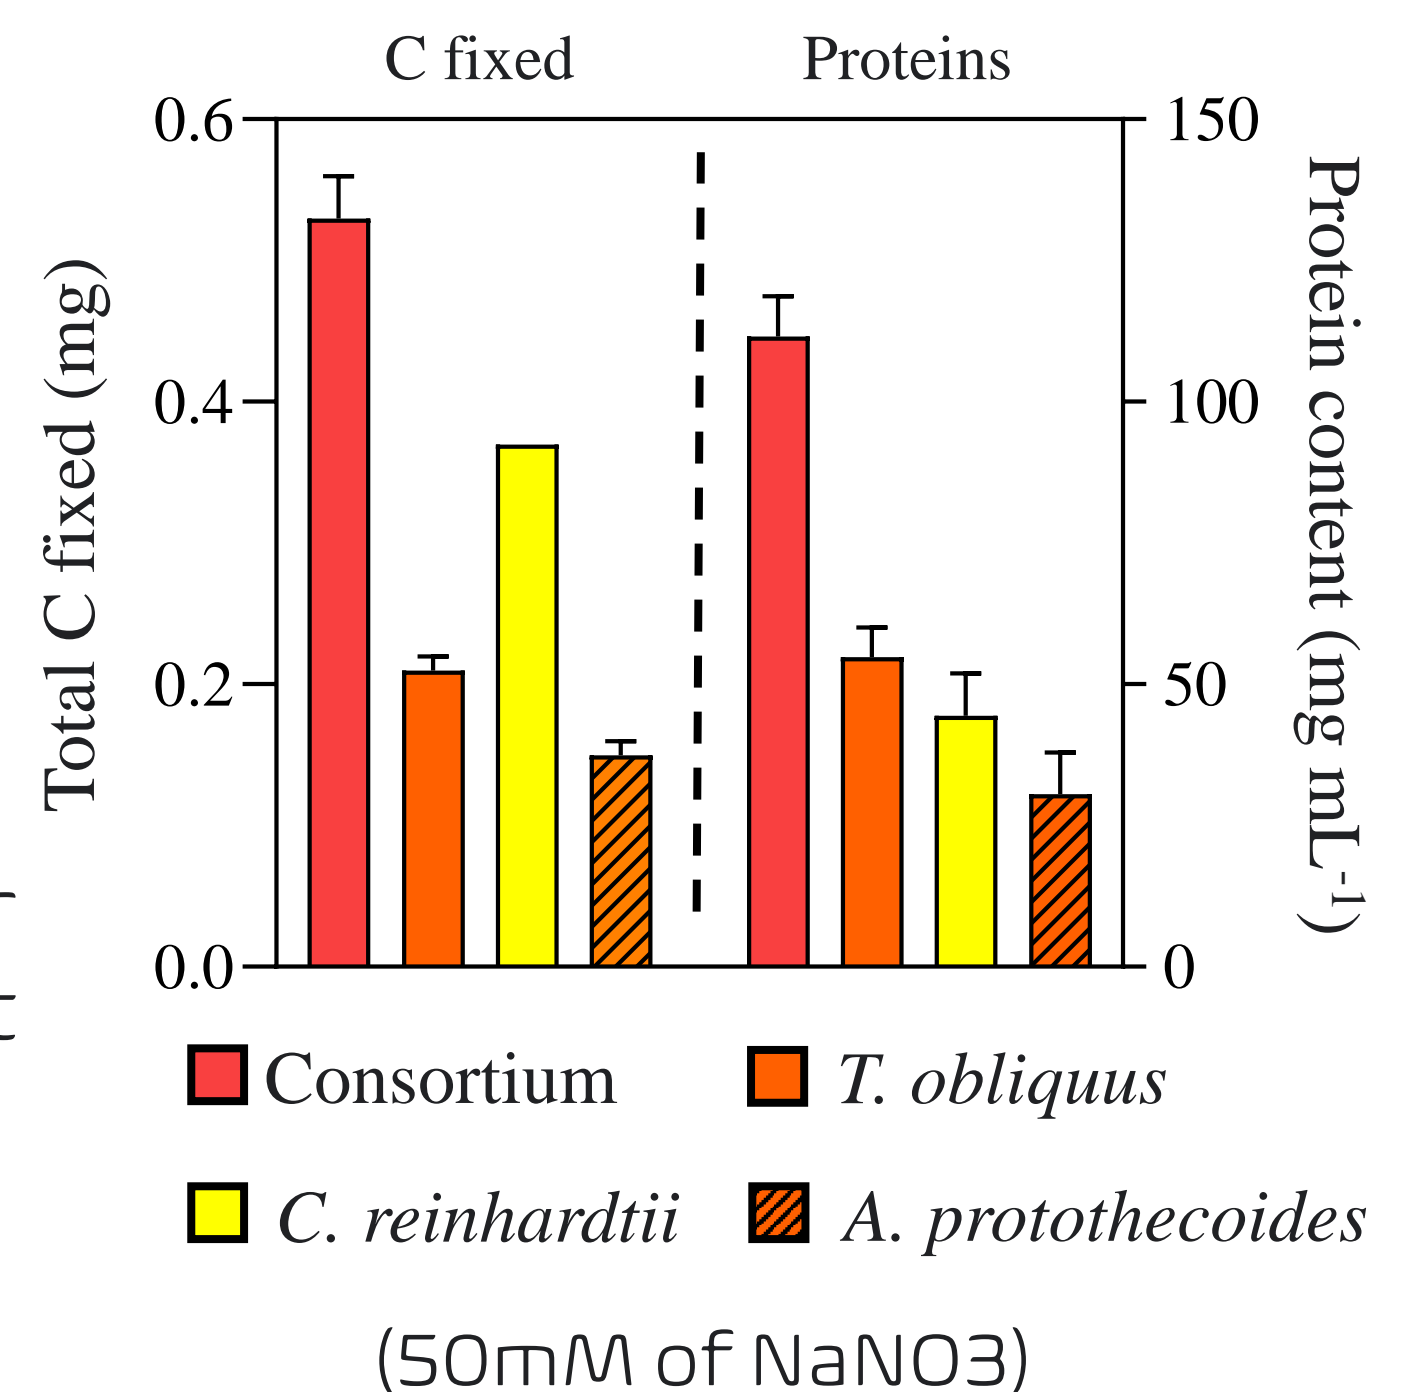 C fixed
Proteins
0.6
0.4
0.2
0.0
Total C fixed (mg)
150
100
50
0
Protein content (mg mL-1)
Consortium
T. obliquus
C. reinhardtii
A. protothecoides
(50mM of NaNO3)